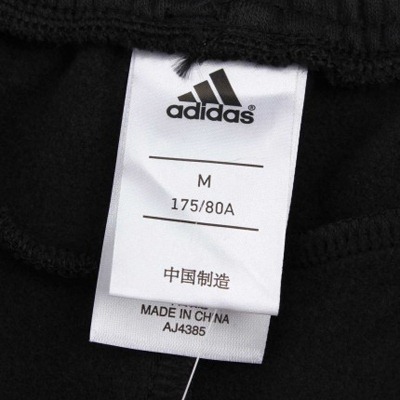 adidas®
M
175/80A
中国制造
MADE IN CHINA
AJ4385